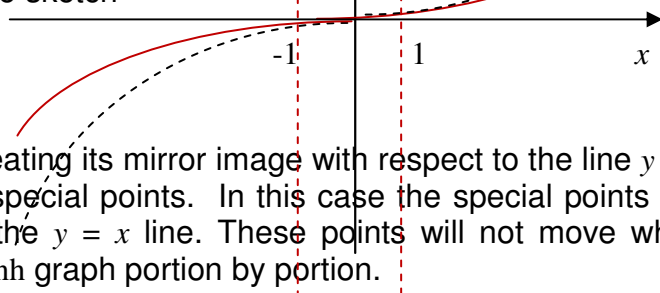 sketch
-1 1 x
eating its mirror image with respect to the line y
special points. In this case the special points
the y = x line. These points will not move wh
nh graph portion by portion.